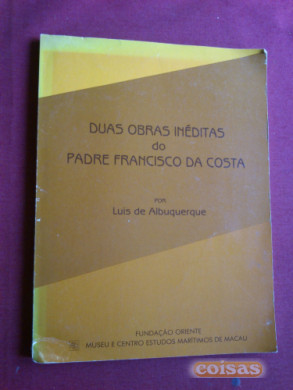 DUAS OBRAS INÉDITAS
do
PADRE FRANCISCO DA COSTA
POR
Luís de Albuquerque
FUNDAÇÃO ORIENTE
MUSEU E CENTRO ESTUDOS MARÍTIMOS DE MACAU
coisas